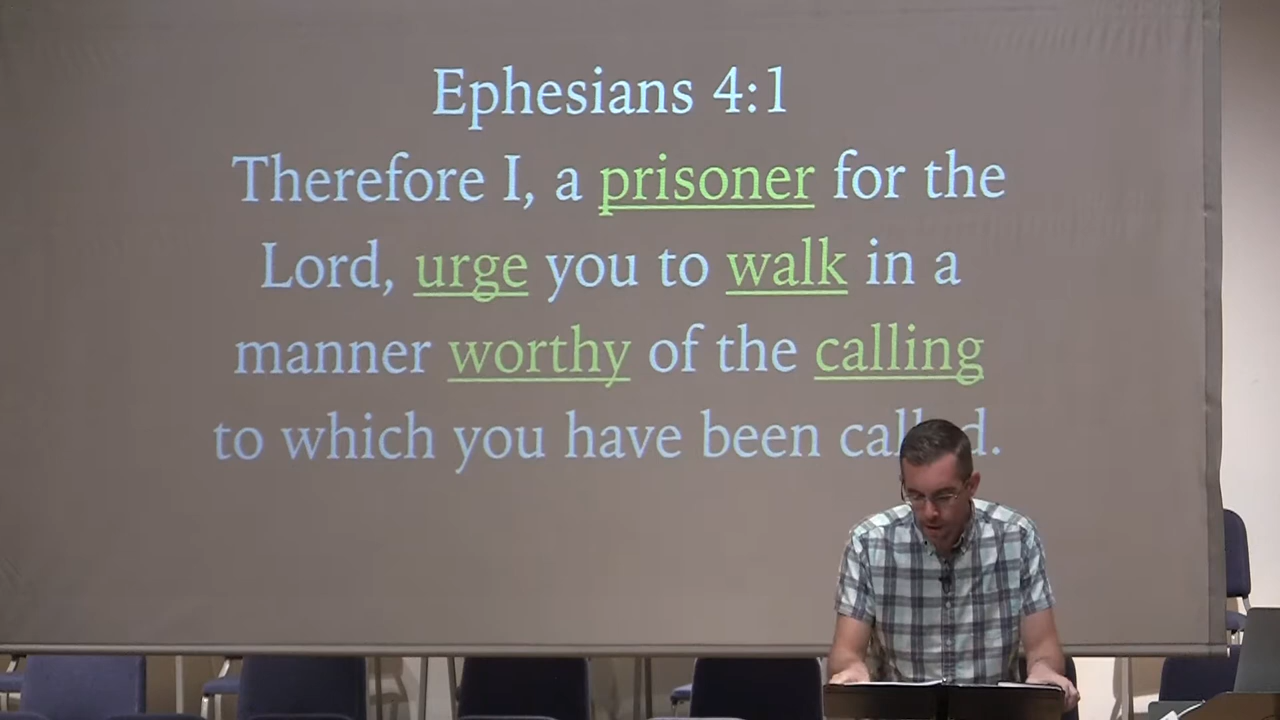 Ephesians 4:1
Therefore I, a prisoner for the
Lord, urge you to walk in a
manner worthy of the calling
to which you have been called.